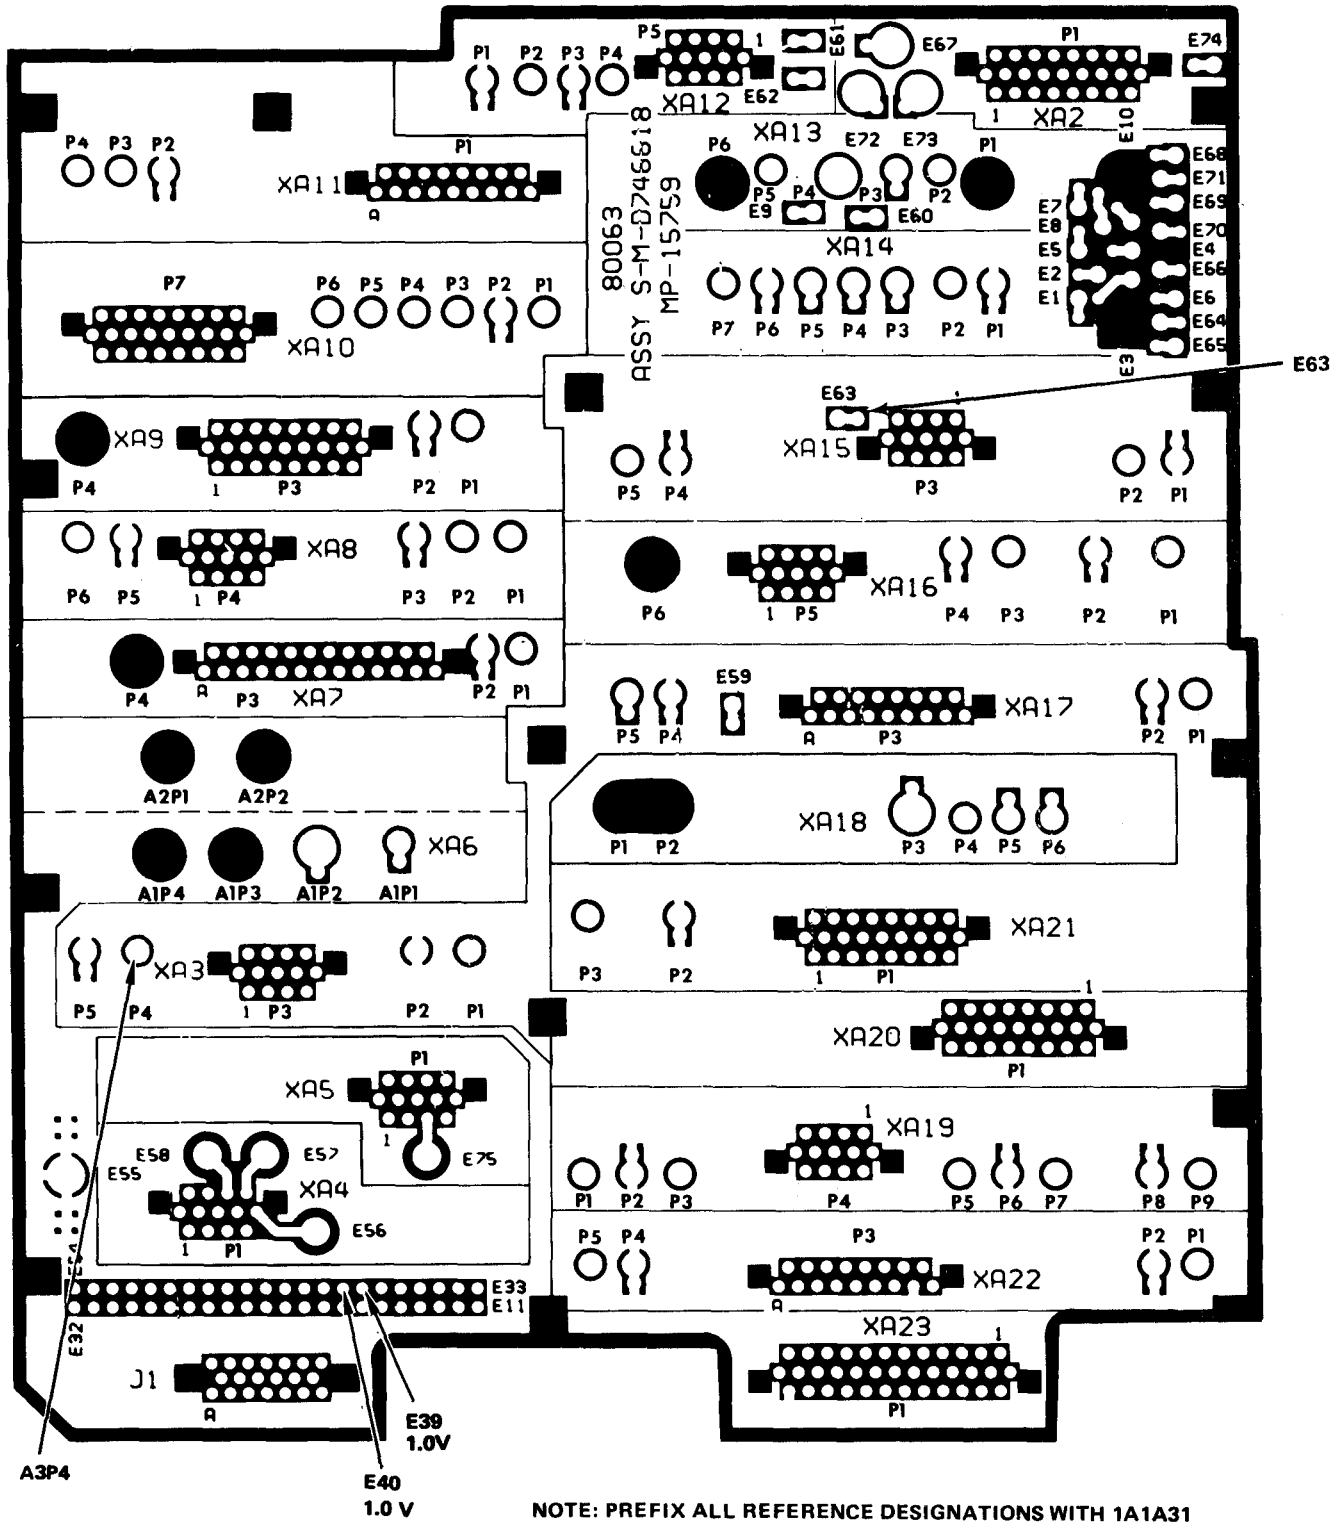 P1 P2 P3 P4 P5 1 E61 E67 P1 E74
XA12 E62 1 XA2 E10
P4 P3 P2 P1 XA13 E72 E73
XA11 A
P6 P5 P4 P3 P2 P1
E9 E60
ASSY S-M-D746618
MP-15759
80063
E68
E71
E69
E70
E4
E66
E6
E64
E65
E7
E8
E5
E2
E1
E3
XA14
P7 P6 P5 P4 P3 P2 P1
P7 P6 P5 P4 P3 P2 P1
XA10
E63
E63 1
XA15
P5 P4 P3 P2 P1
XA9
P4 1 P3 P2 P1
XA8
P6 P5 1 P4 P3 P2 P1
XA16
P6 1 P5 P4 P3 P2 P1
P4 A P3 XA7 P2 P1
E59
XA17
P5 P4 A P3 P2 P1
A2P1 A2P2
XA18
P1 P2 P3 P4 P5 P6
XA6
A1P4 A1P3 A1P2 A1P1
XA21
P3 P2 1 P1
XA3
P5 P4 1 P3 P2 P1
1
XA20
P1
P1
XA5
1
E58 E57 E75
E55
XA4
E56
1 P1
1
XA19
P1 P2 P3 P4 P5 P6 P7 P8 P9
P5 P4 P3 P2 P1
XA22
A
E33
E11
E32
XA23 1
P1
J1
A
E39
1.0V
A3P4
E40
1.0 V
NOTE: PREFIX ALL REFERENCE DESIGNATIONS WITH 1A1A31